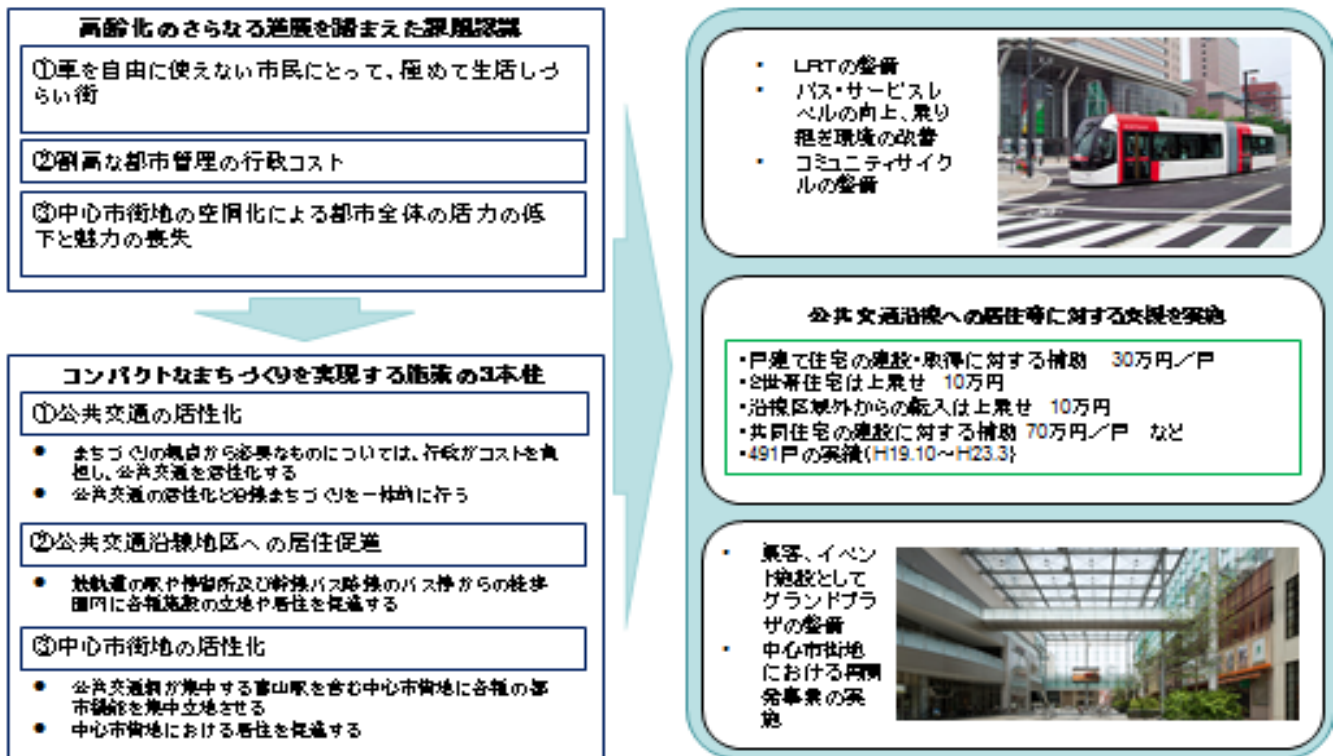 高齢化のさらなる進展を踏まえた課題認識
①車を自由に使えない市民にとって、極めて生活しづ
らい街
②割高な都市管理の行政コスト
③中心市街地の空洞化による都市全体の活力の低
下と魅力の喪失
コンパクトなまちづくりを実現する施策の3本柱
①公共交通の活性化
● まちづくりの観点から必要なものについては、行政がコストを負
担し、公共交通を活性化する
● 公共交通の活性化と沿線まちづくりを一体的に行う
②公共交通沿線地区への居住促進
● 鉄軌道の駅や停留所及び幹線バス路線のバス停からの徒歩
圏内に各種施設の立地や居住を促進する
③中心市街地の活性化
● 公共交通網が集中する富山駅を含む中心市街地に各種の都
市機能を集中立地させる
● 中心市街地における居住を促進する
• LRTの整備
• バス・サービスレ
ベルの向上、乗り
継ぎ環境の改善
• コミュニティサイク
ルの整備
公共交通沿線への居住等に対する支援を実施
・戸建て住宅の建設・取得に対する補助 30万円／戸
・2世帯住宅は上乗せ 10万円
・沿線区域外からの転入は上乗せ 10万円
・共同住宅の建設に対する補助 70万円／戸 など
・491戸の実績(H19.10～H23.3)
• 集客、イベン
ト施設として
グランドプラ
ザの整備
• 中心市街地
における再開
発事業の実
施